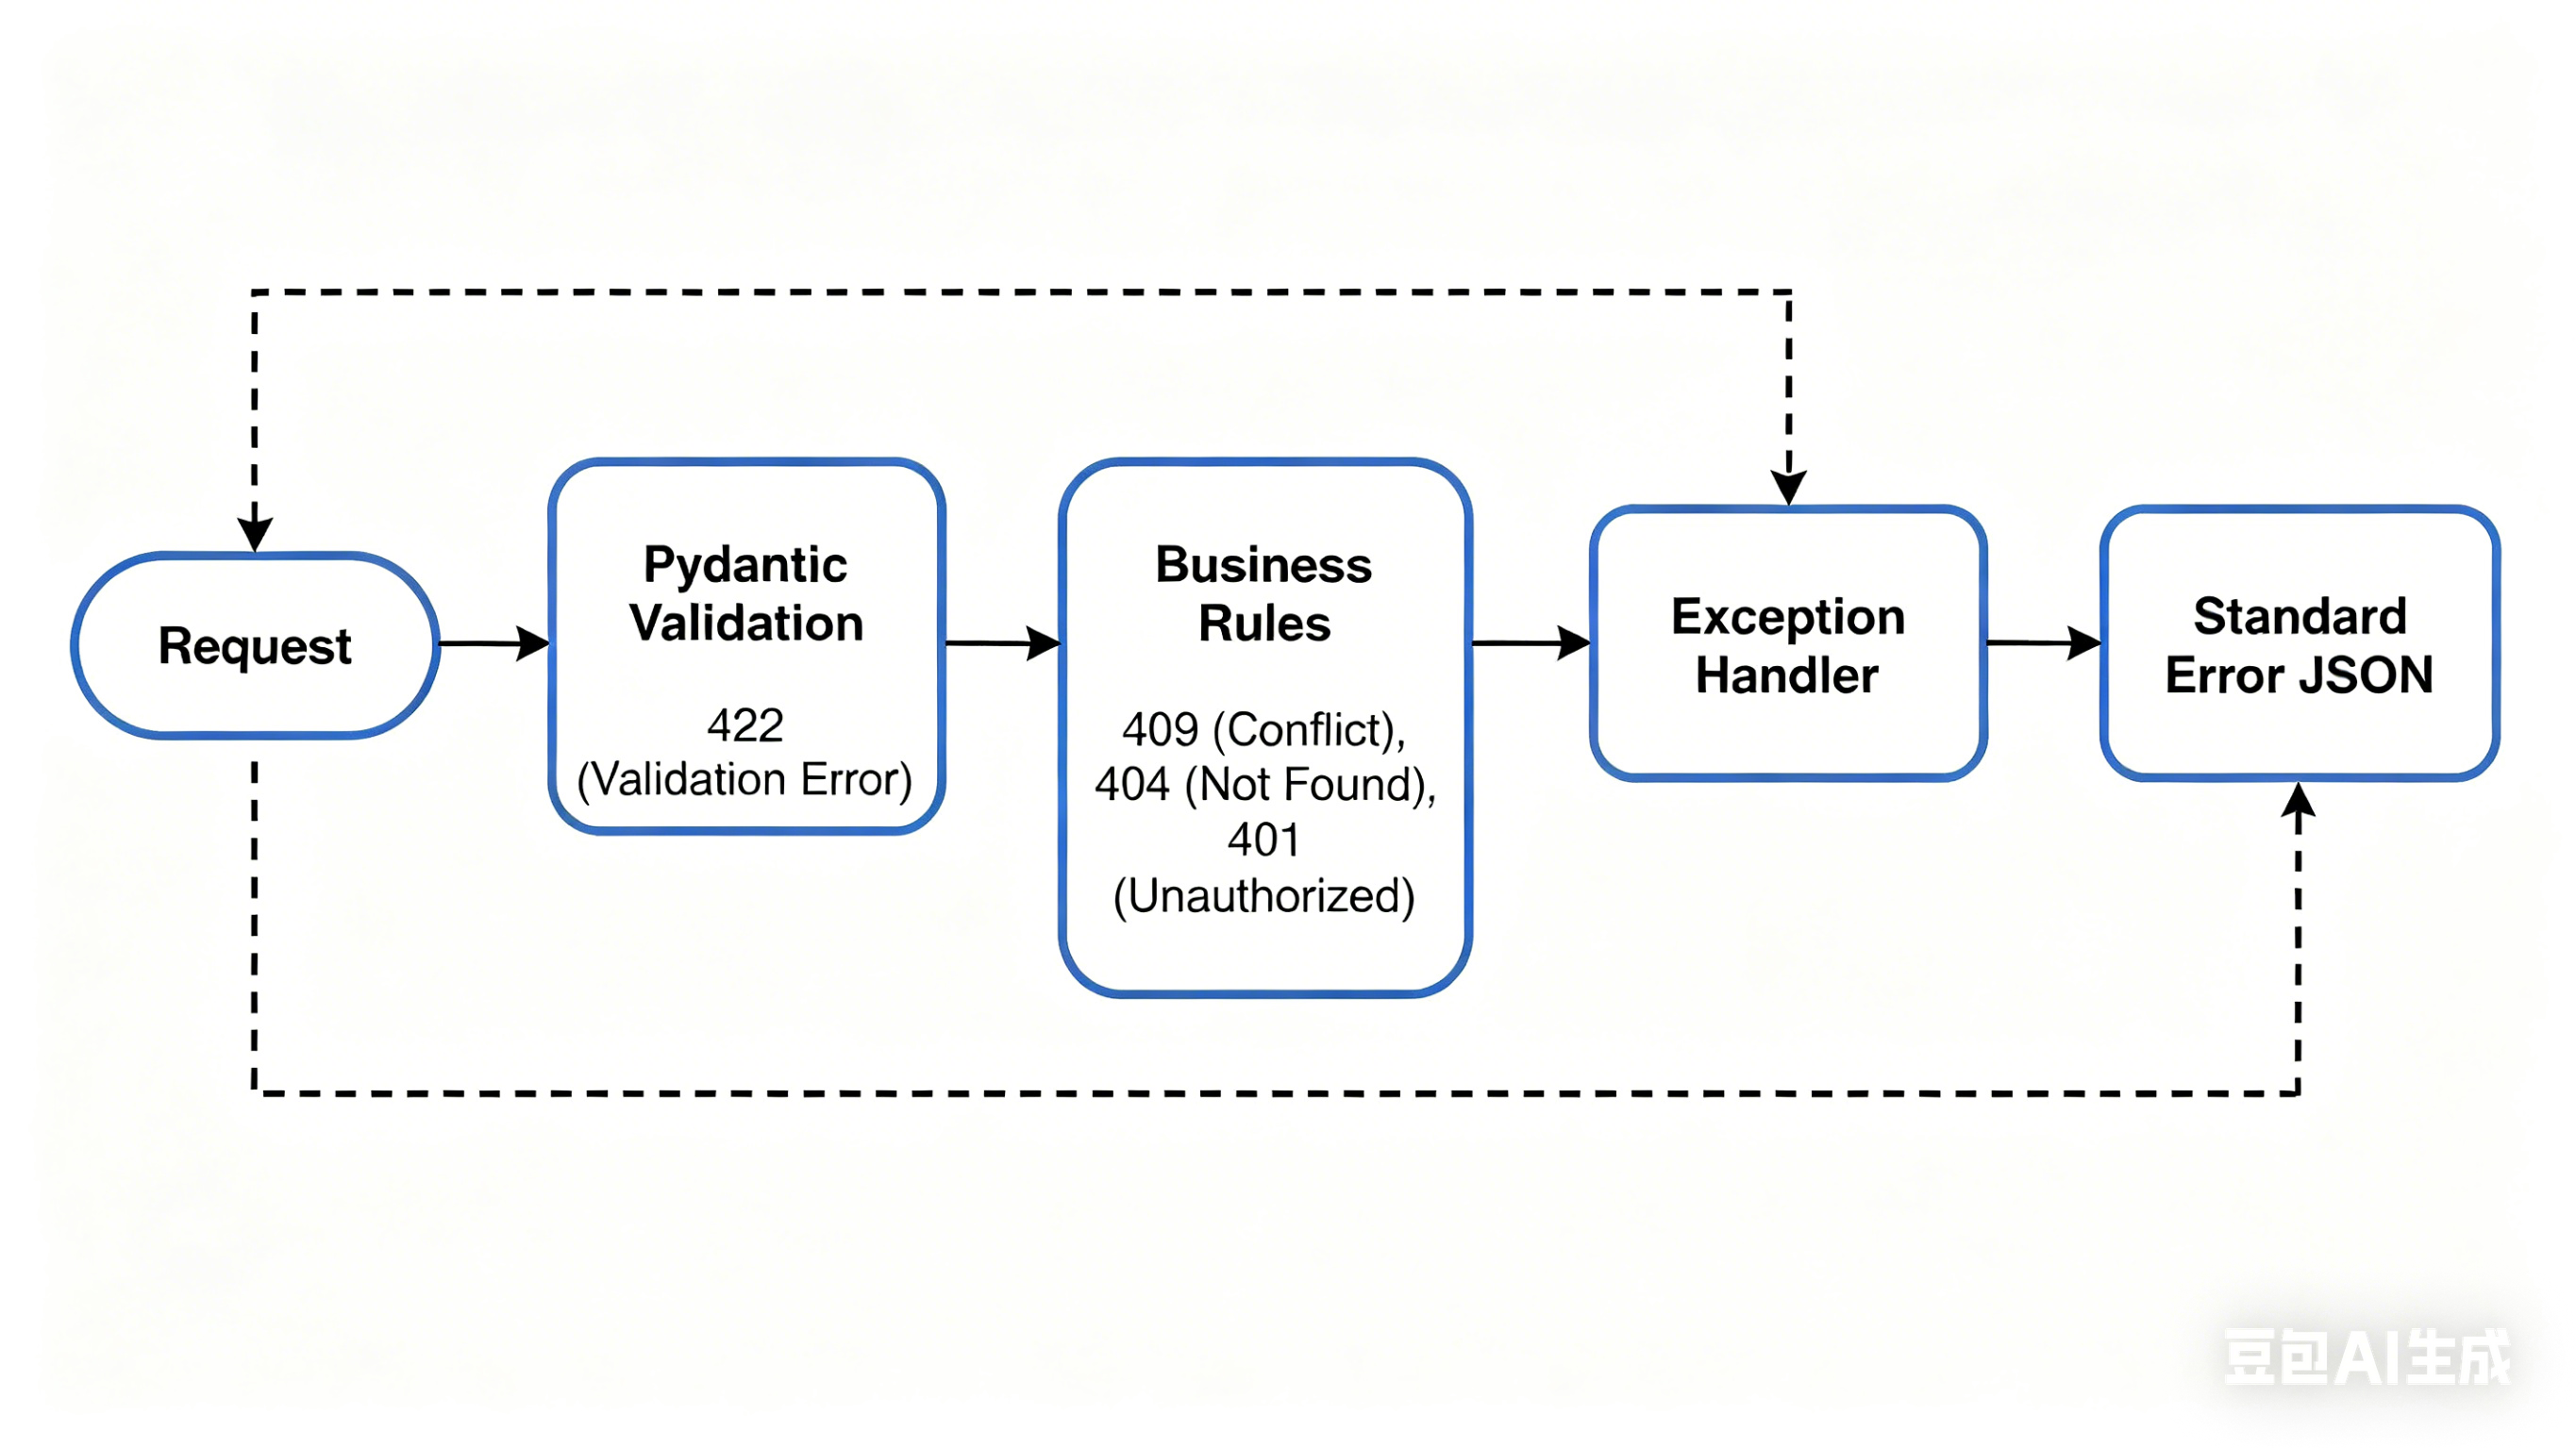 Request
Pydantic
Validation
422
(Validation Error)
Business
Rules
409 (Conflict),
404 (Not Found),
401
(Unauthorized)
Exception
Handler
Standard
Error JSON
豆包AI生成